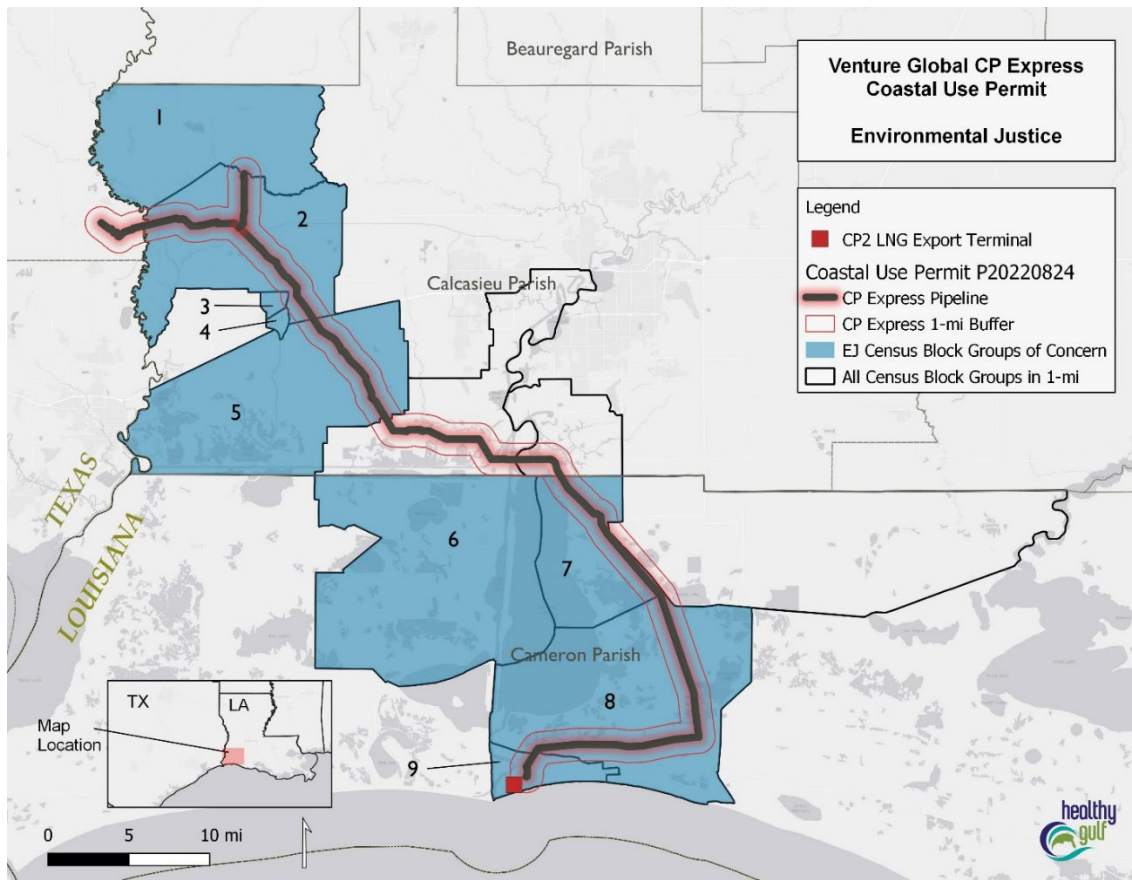 Beauregard Parish
Venture Global CP Express
Coastal Use Permit
Environmental Justice
Legend
CP2 LNG Export Terminal
Coastal Use Permit P20220824
CP Express Pipeline
CP Express 1-mi Buffer
EJ Census Block Groups of Concern
All Census Block Groups in 1-mi
1
2
Calcasieu Parish
3
4
5
TEXAS
LOUISIANA
6
7
Cameron Parish
8
9
TX
LA
Map
Location
0 5 10 mi
healthy
gulf